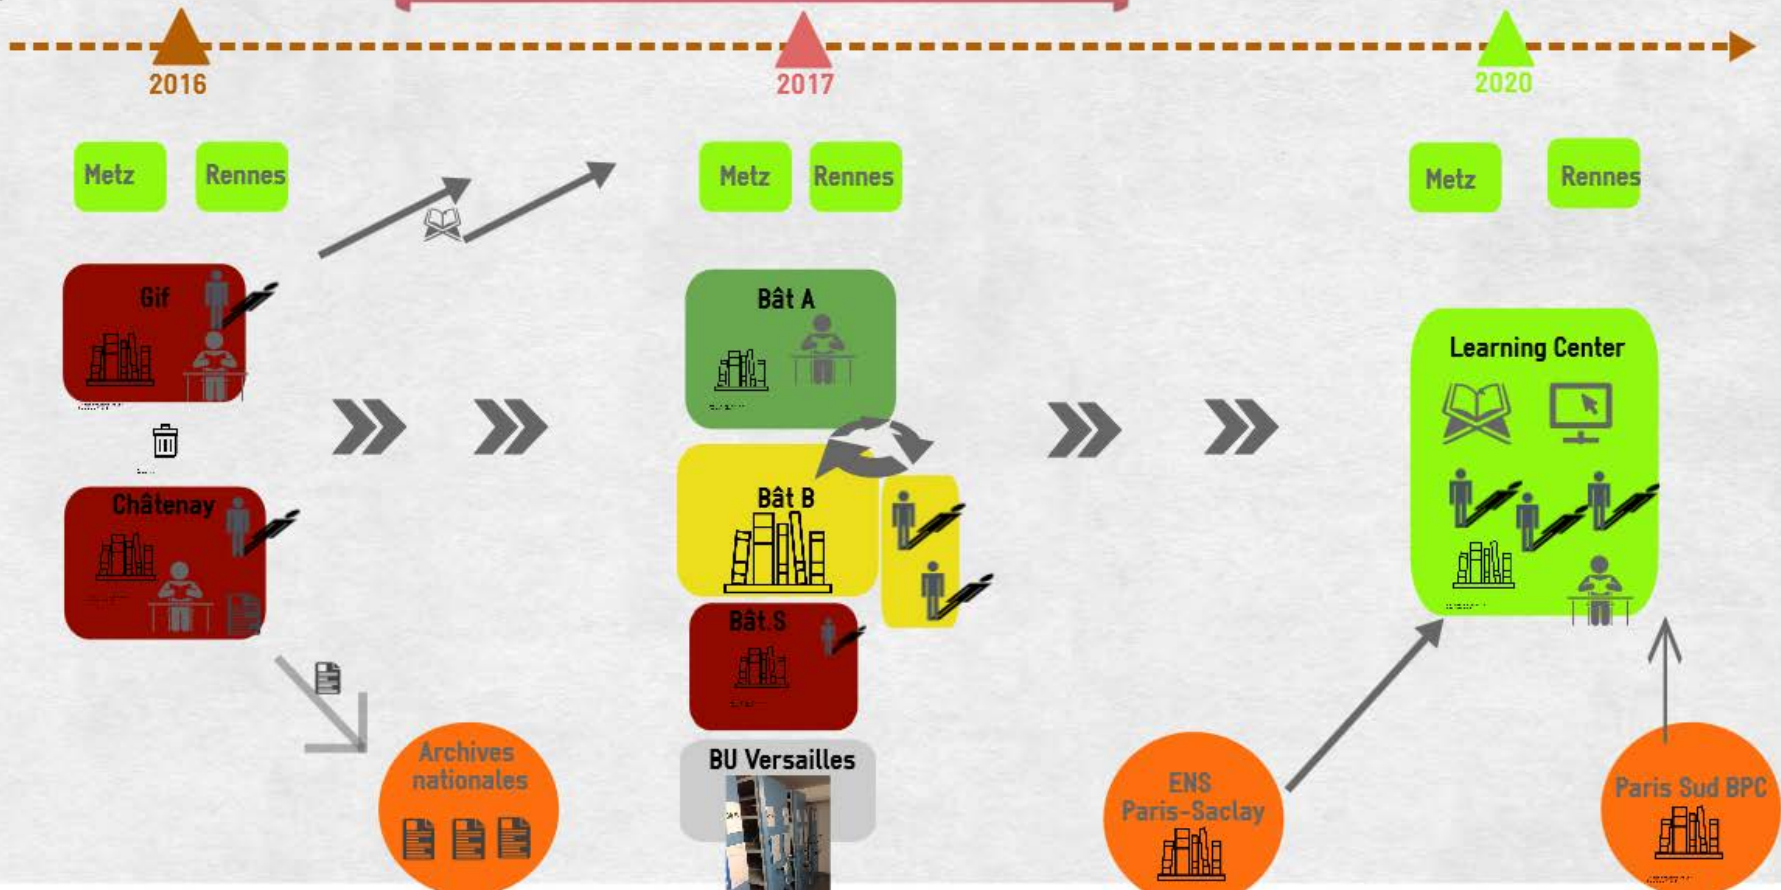 2016
2017
2020
Metz
Rennes
Metz
Rennes
Metz
Rennes
Gif
Châtenay
Archives
nationales
Bât A
Bât B
Bât S
BU Versailles
Learning Center
ENS
Paris-Saclay
Paris Sud BPC